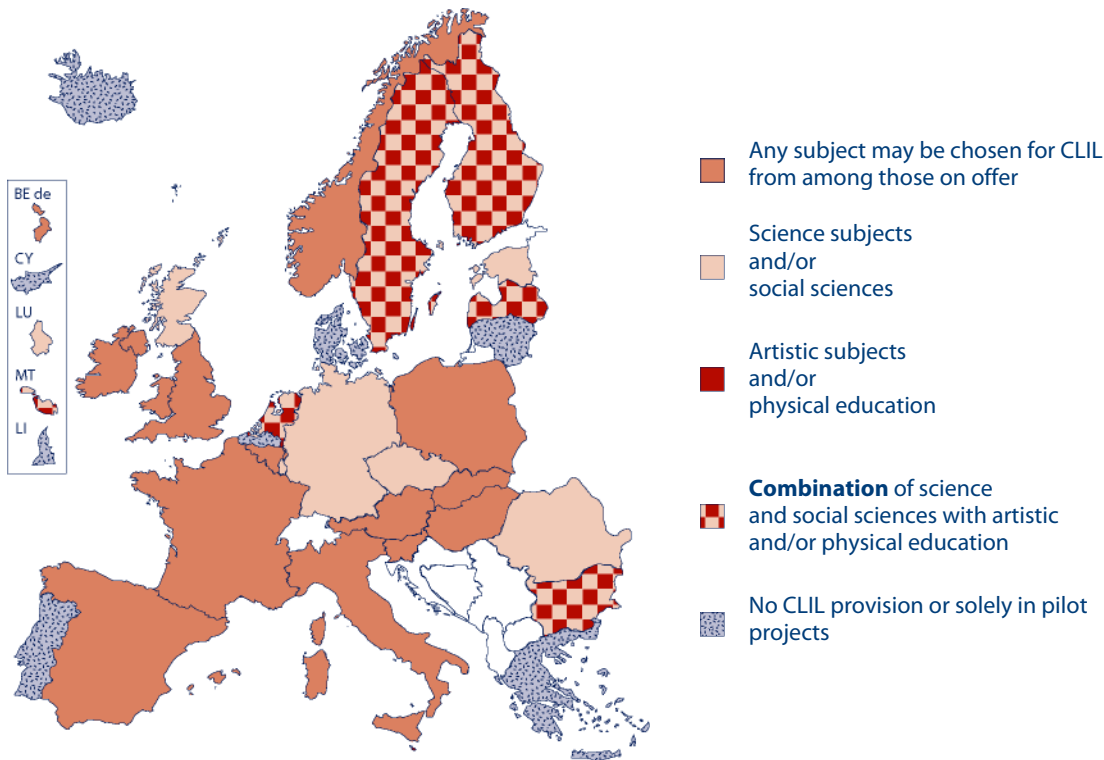 BE de
CY
LU
MT
LI
Any subject may be chosen for CLIL
from among those on offer
Science subjects
and/or
social sciences
Artistic subjects
and/or
physical education
Combination of science
and social sciences with artistic
and/or physical education
No CLIL provision or solely in pilot
projects